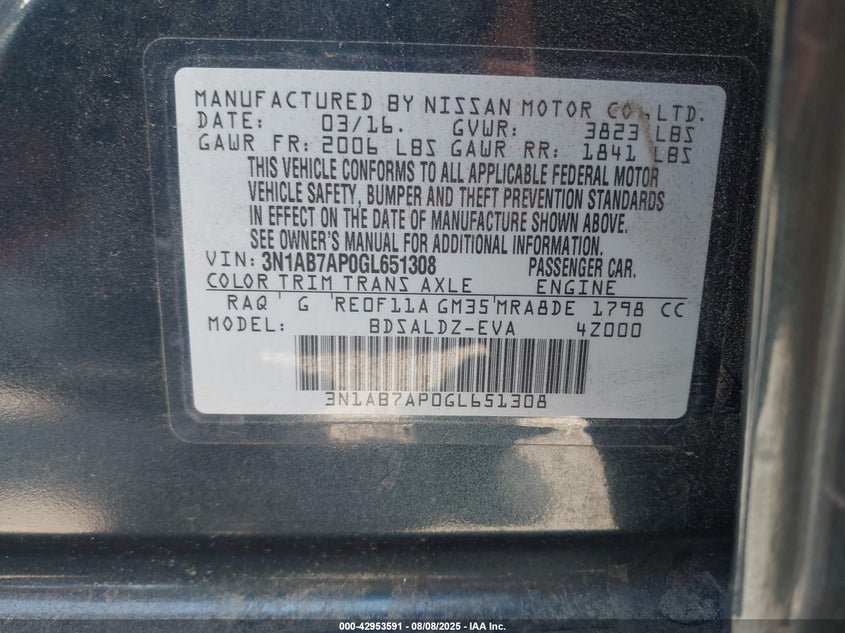 MANUFACTURED BY NISSAN MOTOR CO.,LTD.
DATE: 03/16. GVWR: 3823 LBS
GAWR FR: 2006 LBS GAWR RR: 1841 LBS
THIS VEHICLE CONFORMS TO ALL APPLICABLE FEDERAL MOTOR
VEHICLE SAFETY, BUMPER AND THEFT PREVENTION STANDARDS
IN EFFECT ON THE DATE OF MANUFACTURE SHOWN ABOVE.
SEE OWNER'S MANUAL FOR ADDITIONAL INFORMATION.
VIN: 3N1AB7AP0GL651308 PASSENGER CAR.
COLOR TRIM TRANS AXLE ENGINE
RAQ G RE0F11A GM35 MRA8DE 1798 CC
MODEL: BDSALDZ-EVA 4Z000
3N1AB7AP0GL651308
000-42953591 - 08/08/2025 - IAA Inc.